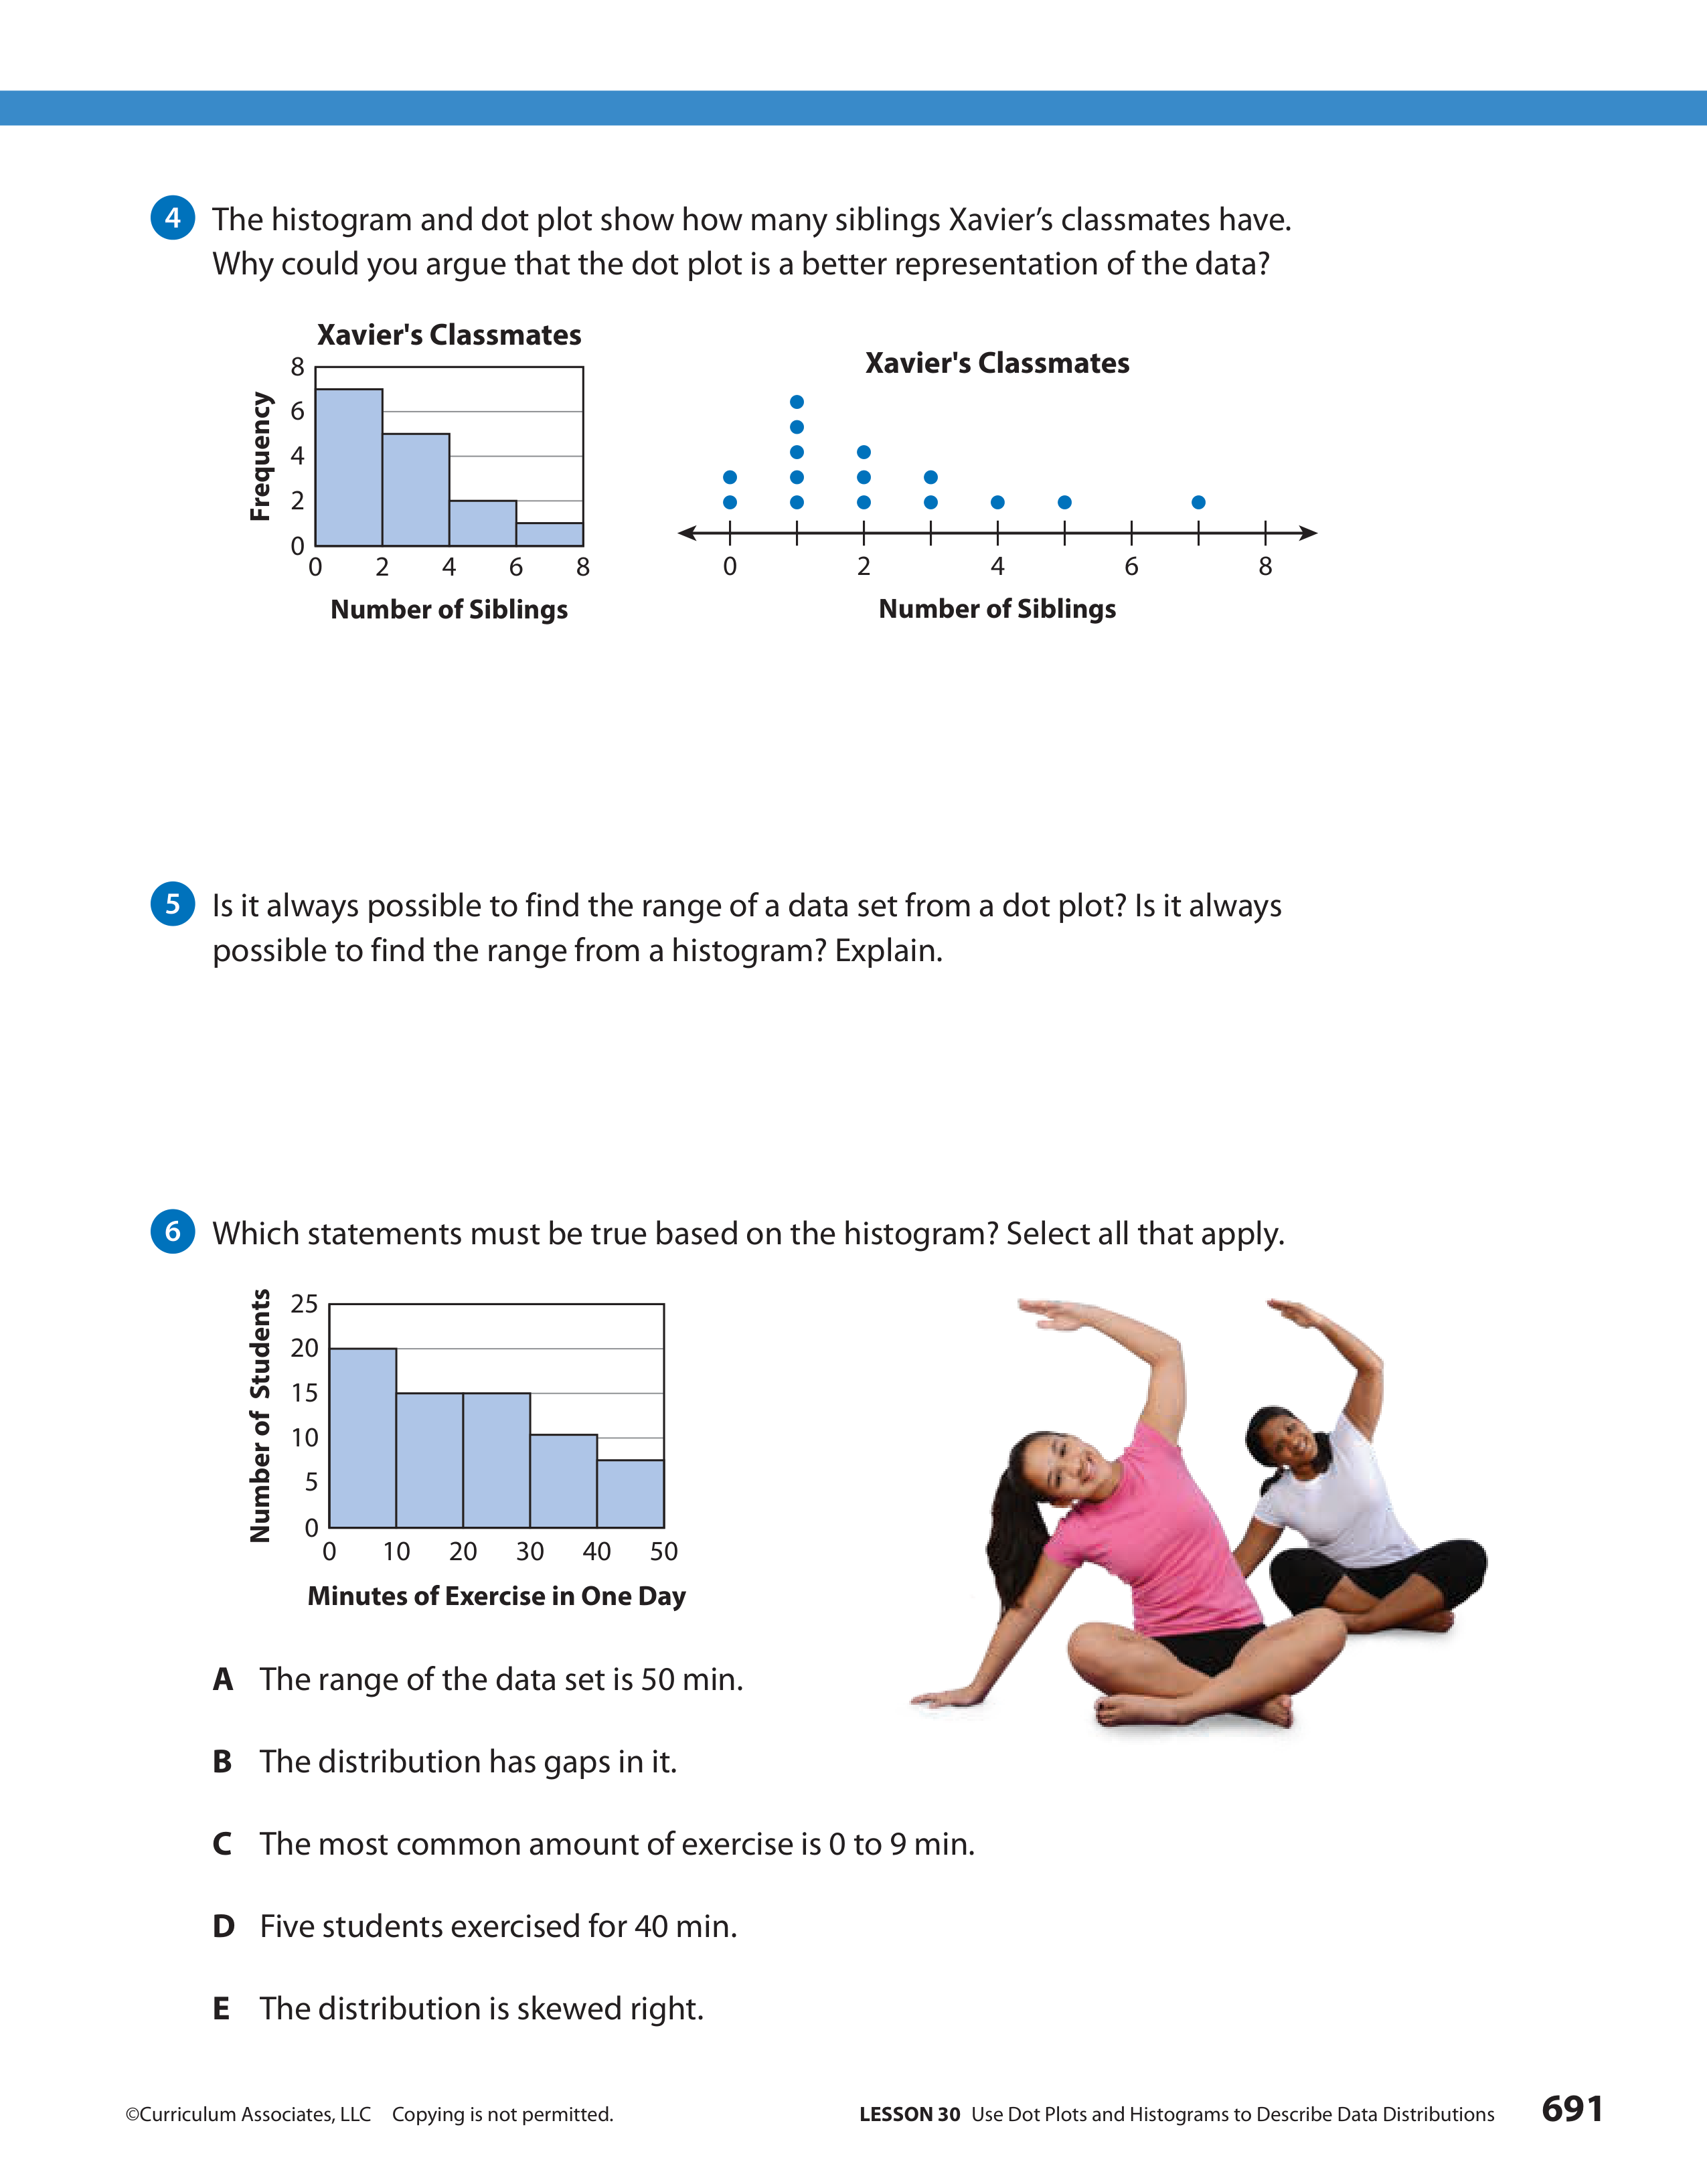 4 The histogram and dot plot show how many siblings Xavier’s classmates have.
Why could you argue that the dot plot is a better representation of the data?
Xavier's Classmates
Frequency
8
6
4
2
0
0 2 4 6 8
Number of Siblings
Xavier's Classmates
0 2 4 6 8
Number of Siblings
5 Is it always possible to find the range of a data set from a dot plot? Is it always
possible to find the range from a histogram? Explain.
6 Which statements must be true based on the histogram? Select all that apply.
Number of Students
25
20
15
10
5
0
0 10 20 30 40 50
Minutes of Exercise in One Day
A The range of the data set is 50 min.
B The distribution has gaps in it.
C The most common amount of exercise is 0 to 9 min.
D Five students exercised for 40 min.
E The distribution is skewed right.
©Curriculum Associates, LLC Copying is not permitted.
LESSON 30 Use Dot Plots and Histograms to Describe Data Distributions 691